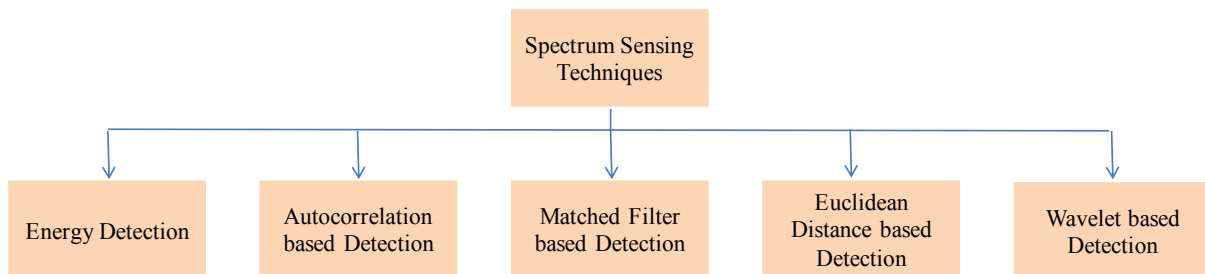 Spectrum Sensing
Techniques
Energy Detection
Autocorrelation
based Detection
Matched Filter
based Detection
Euclidean
Distance based
Detection
Wavelet based
Detection